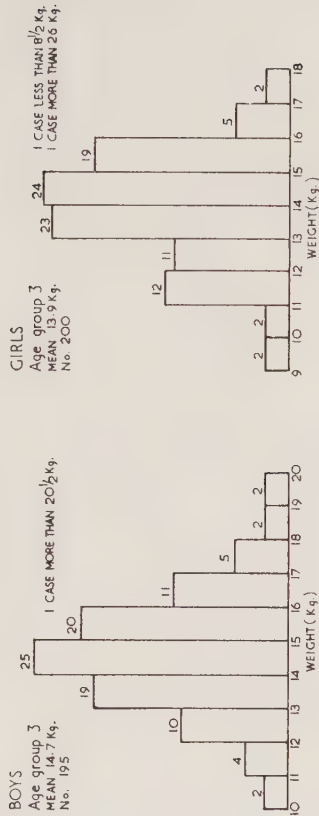 BOYS
Age group 3
MEAN 14.7 Kg.
No. 195
1 CASE MORE THAN 20½ Kg.
2
4
10
19
25
20
11
5
2
2
10 11 12 13 14 15 16 17 18 19 20
WEIGHT (Kg.)
GIRLS
Age group 3
MEAN 13.9 Kg.
No. 200
1 CASE LESS THAN 8½ Kg.
1 CASE MORE THAN 26 Kg.
2
2
12
11
23
24
19
5
2
9 10 11 12 13 14 15 16 17 18
WEIGHT (Kg.)